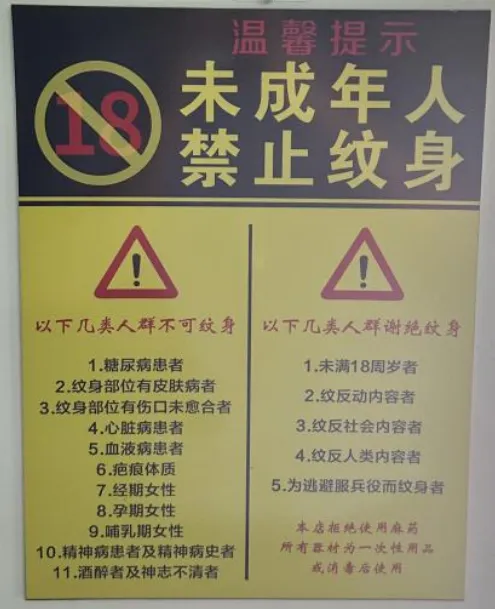 温馨提示
18
未成年人
禁止纹身
以下几类人群不可纹身
1.糖尿病患者
2.纹身部位有皮肤病者
3.纹身部位有伤口未愈合者
4.心脏病患者
5.血液病患者
6.疤痕体质
7.经期女性
8.孕期女性
9.哺乳期女性
10.精神病患者及精神病史者
11.酒醉者及神志不清者
以下几类人群谢绝纹身
1.未满18周岁者
2.纹反动内容者
3.纹反社会内容者
4.纹反人类内容者
5.为逃避服兵役而纹身者
本店拒绝使用麻药
所有器材为一次性用品
或消毒后使用